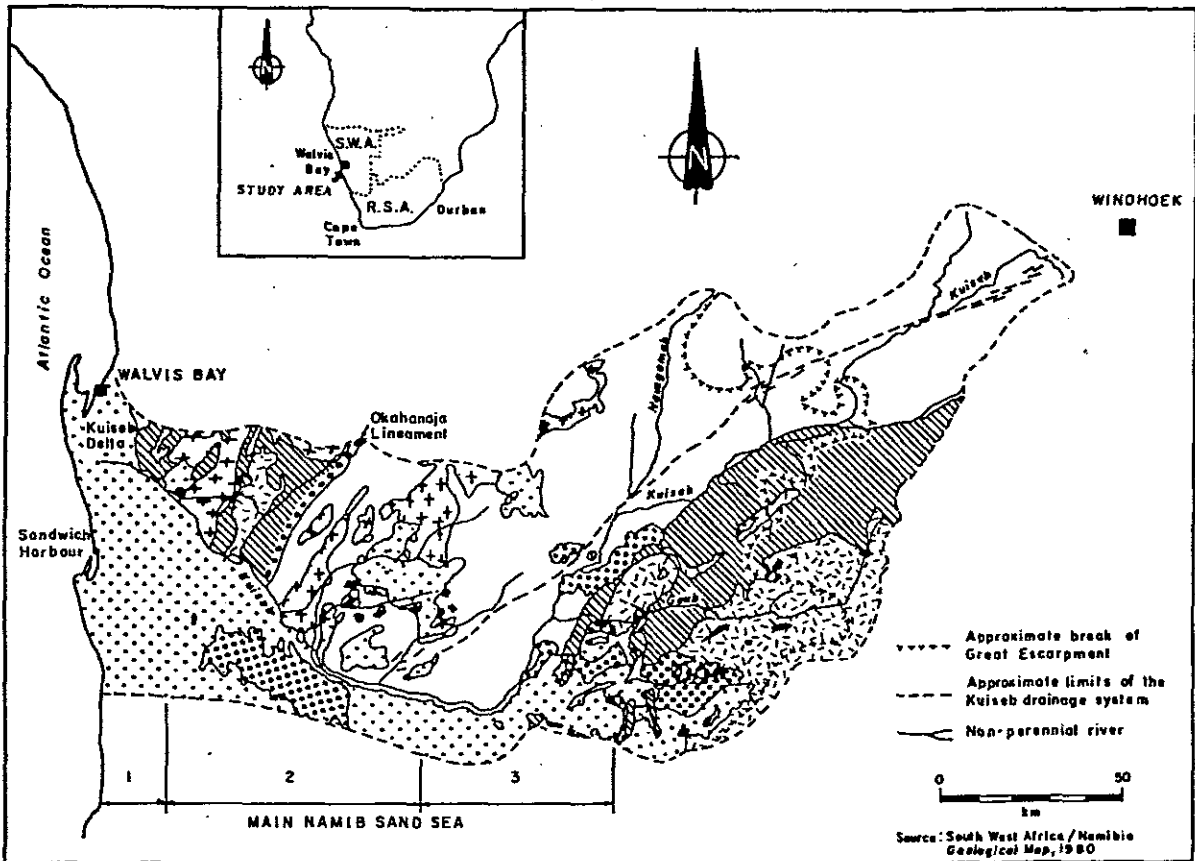 S.W.A.
Walvis
Bay
STUDY AREA
R.S.A.
Durban
Cape
Town
N
WINDHOEK
Atlantic Ocean
Kuiseb
WALVIS BAY
Kuiseb
Delta
Okahandja
Lineament
Kuiseb
Sandwich
Harbour
Approximate break of
Great Escarpment
Approximate limits of the
Kuiseb drainage system
Non-perennial river
1
2
3
MAIN NAMIB SAND SEA
0
50
km
Source: South West Africa/Namibia
Geological Map, 1980